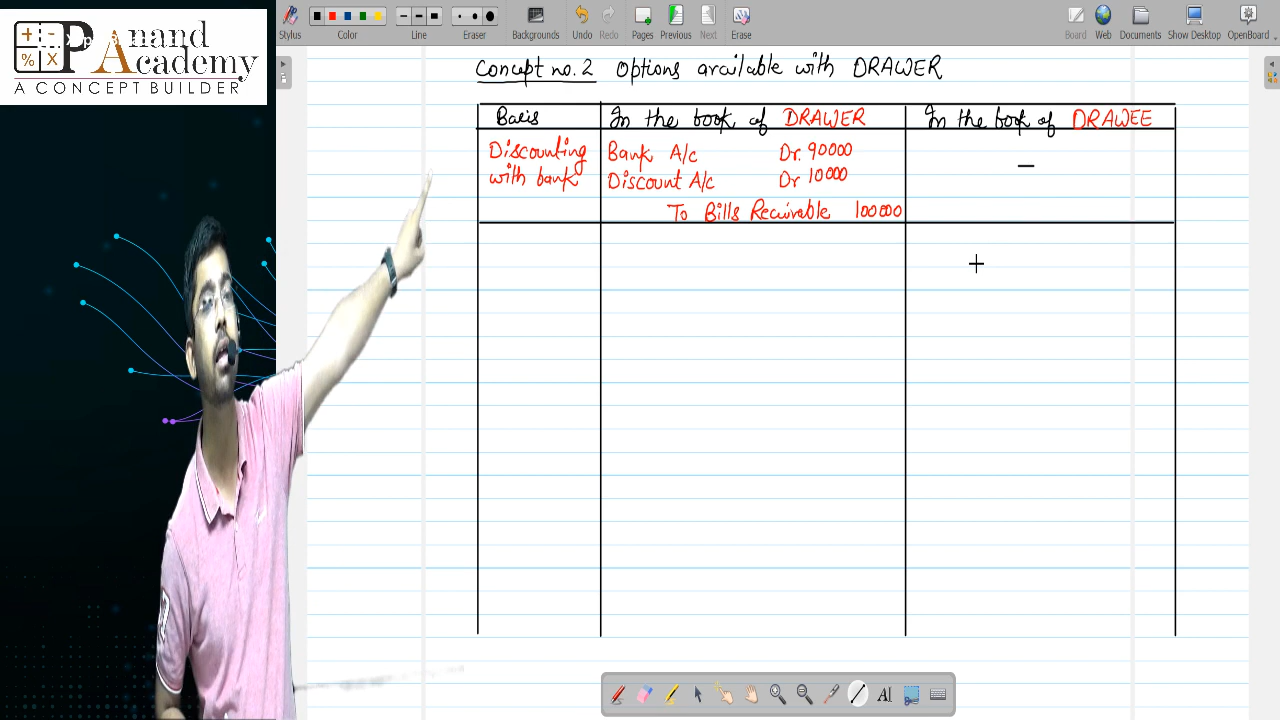 + -
% ×
P Anand
Academy
A CONCEPT BUILDER
Stylus Color Line Eraser Backgrounds Undo Redo Pages Previous Next Erase Board Web Documents Show Desktop OpenBoard
Concept no. 2 Options available with DRAWER
Basis In the book of DRAWER In the book of DRAWEE
Discounting Bank A/c Dr. 90000 —
with bank Discount A/c Dr 10000
To Bills Receivable 100000